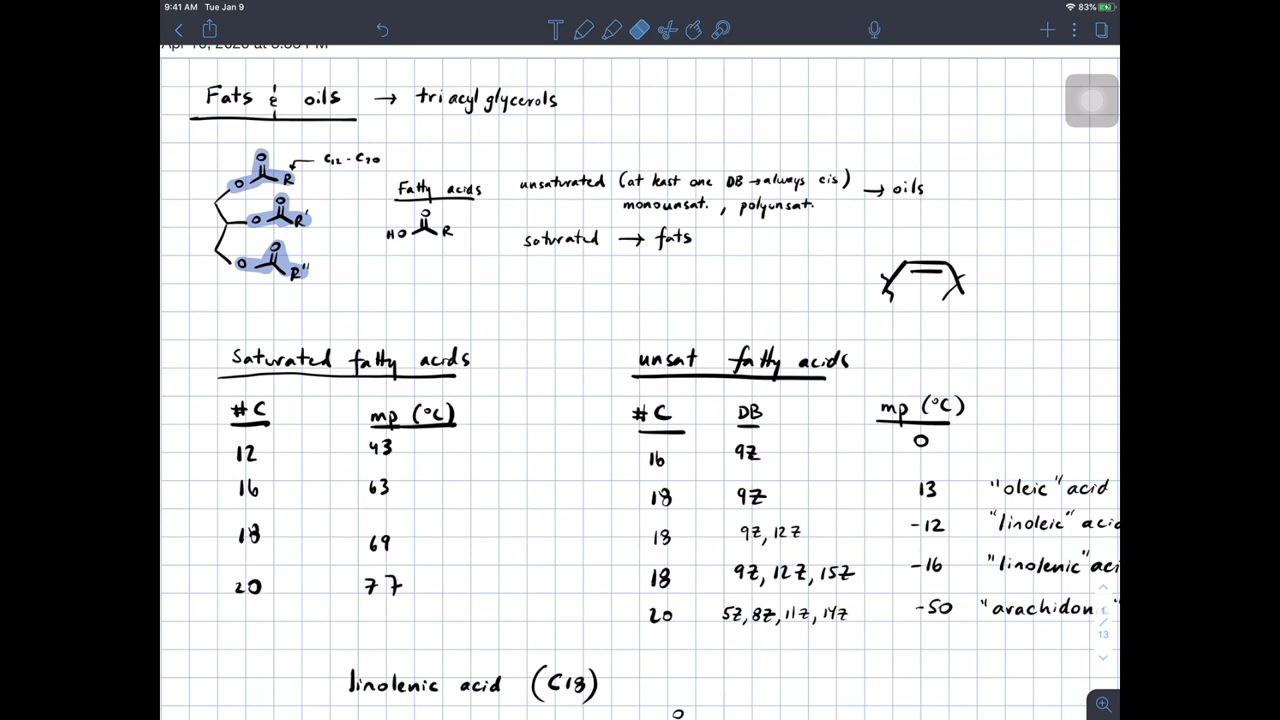 9:41 AM Tue Jan 9
83%
Fats & oils → triacylglycerols
C12 - C20
O
O R
O
O R'
O
O R"
Fatty acids
O
HO R
unsaturated (at least one DB → always cis) → oils
monounsat. , polyunsat.
saturated → fats
saturated fatty acids
#C mp (°C)
12 43
16 63
18 69
20 77
unsat fatty acids
#C DB mp (°C)
16 9Z 0
18 9Z 13 "oleic" acid
18 9Z, 12Z -12 "linoleic" acid
18 9Z, 12Z, 15Z -16 "linolenic" aci
20 5Z, 8Z, 11Z, 14Z -50 "arachidon
13
linolenic acid (C18)
O